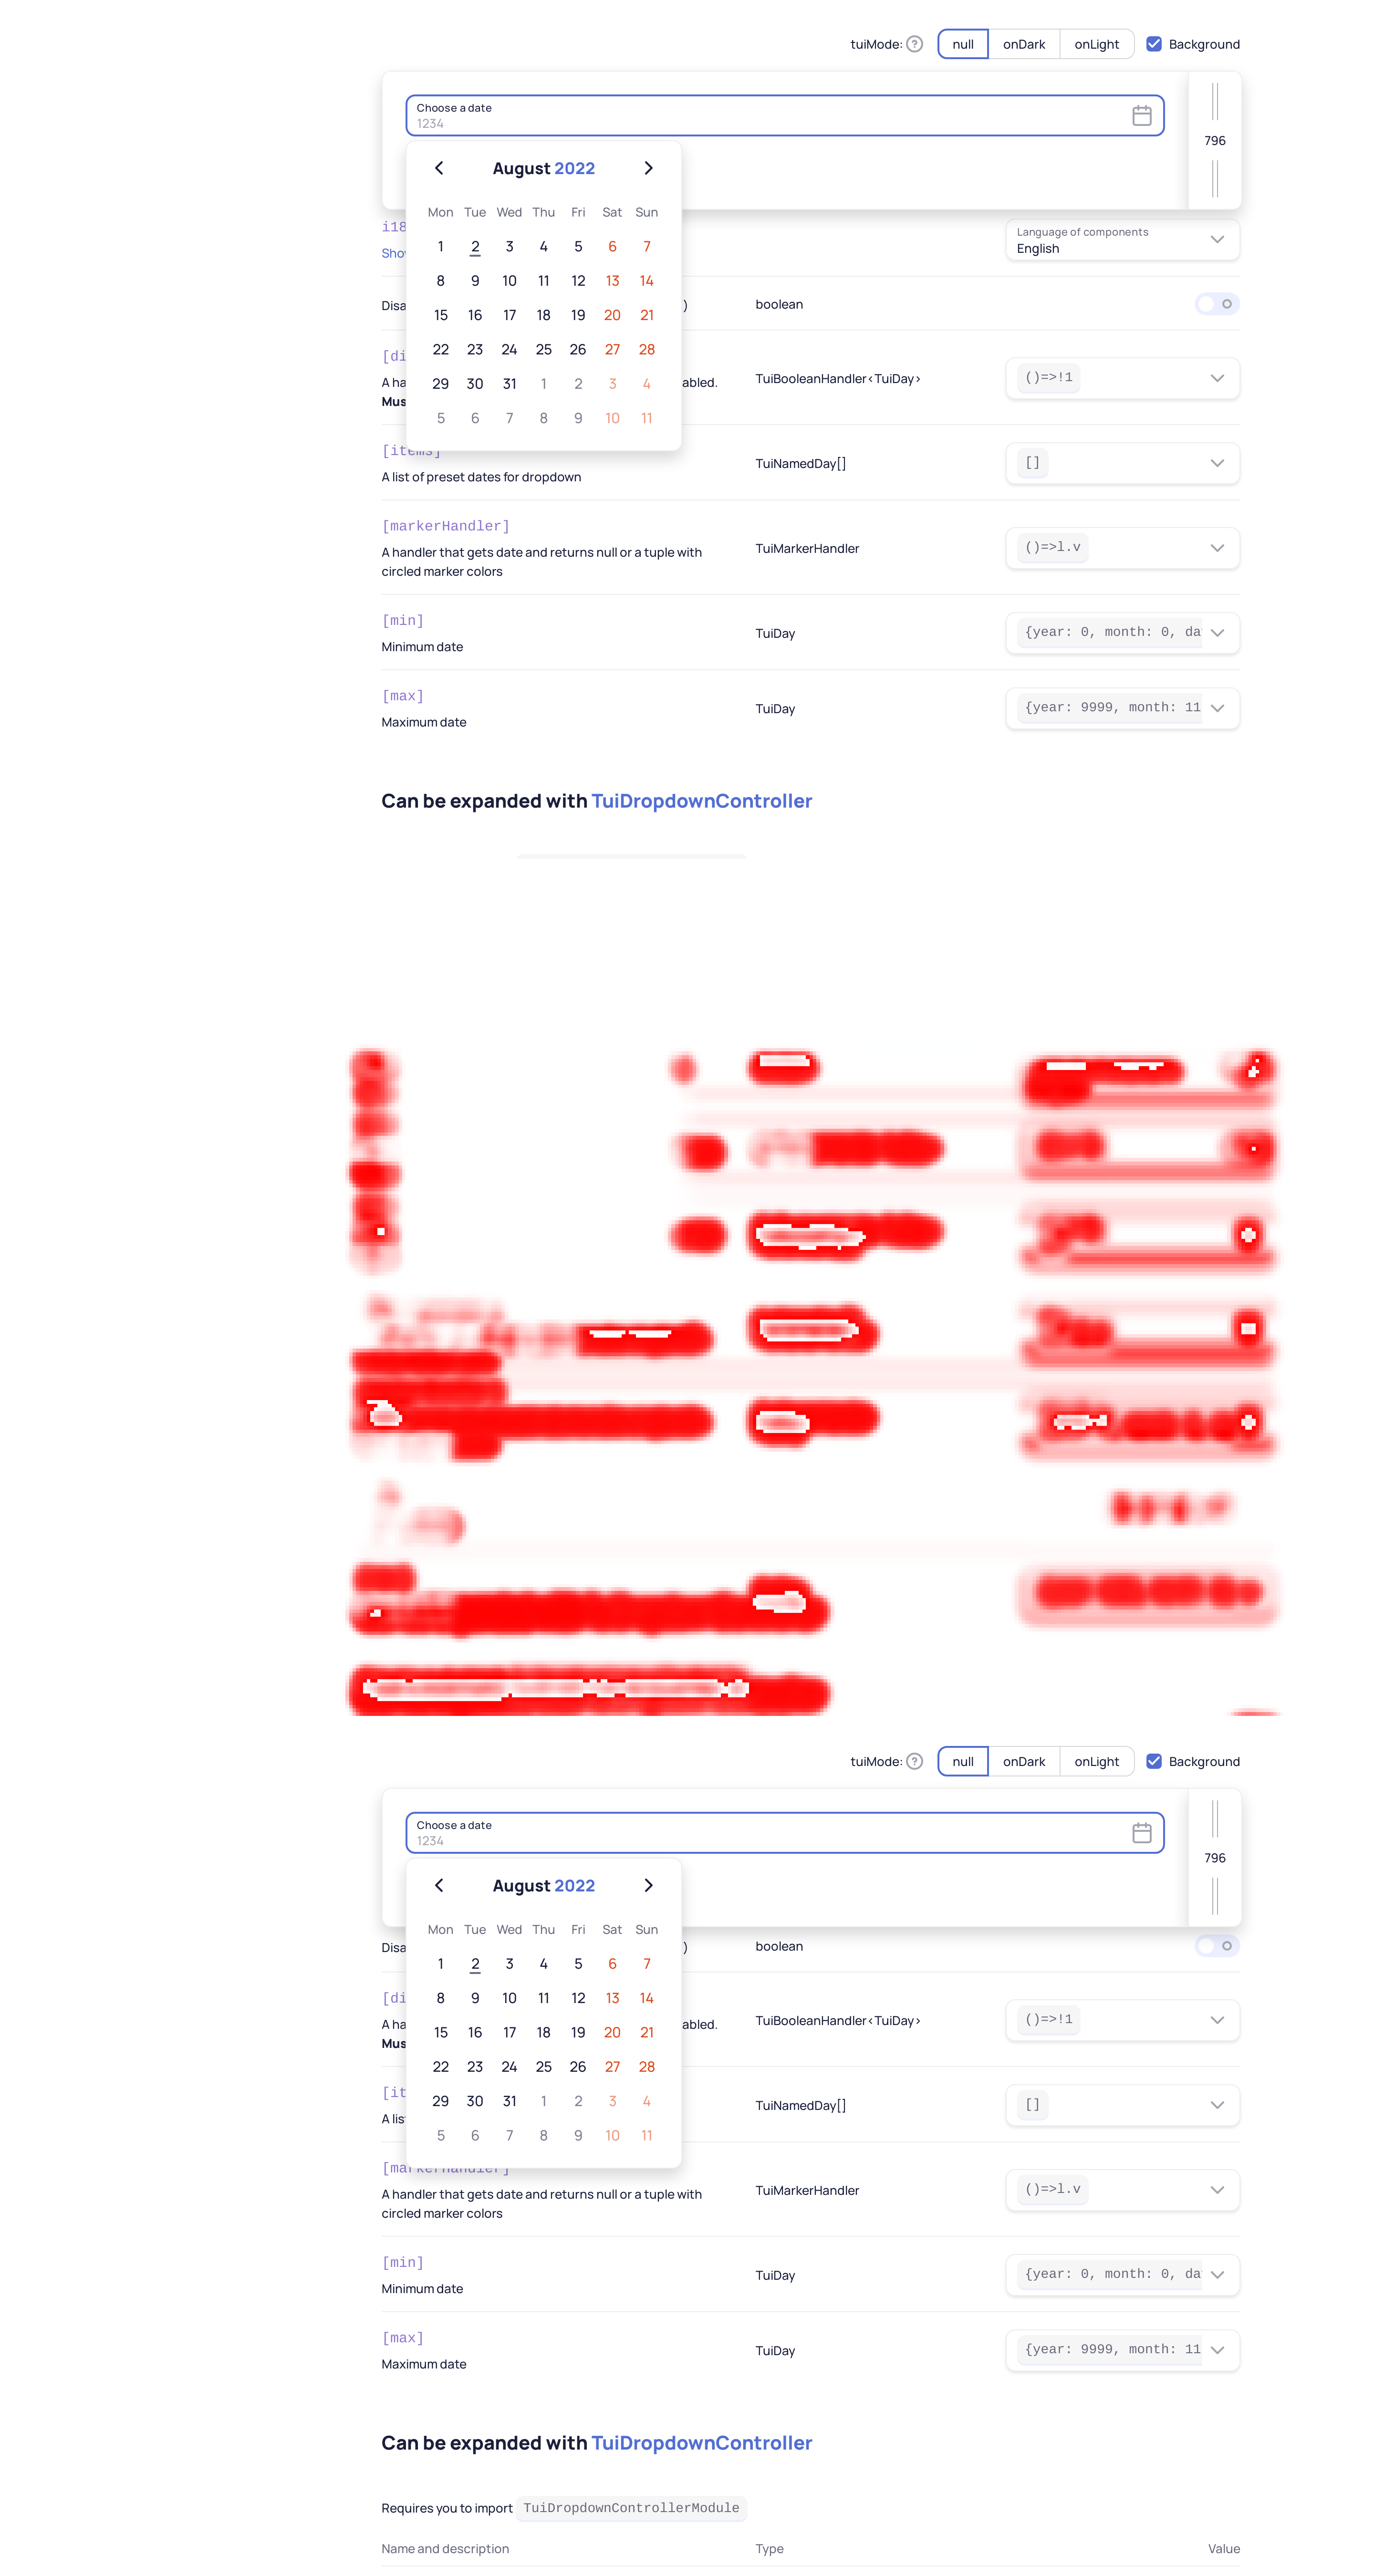 tuiMode: null onDark onLight Background
Choose a date
1234
796
August 2022
Mon Tue Wed Thu Fri Sat Sun
1 2 3 4 5 6 7
8 9 10 11 12 13 14
15 16 17 18 19 20 21
22 23 24 25 26 27 28
29 30 31 1 2 3 4
5 6 7 8 9 10 11
i18
Language of components
English
Disa ) boolean
[di
A ha abled. TuiBooleanHandler<TuiDay> ()=>!1
Mus
[items]
A list of preset dates for dropdown TuiNamedDay[] []
[markerHandler]
A handler that gets date and returns null or a tuple with TuiMarkerHandler ()=>l.v
circled marker colors
[min]
Minimum date TuiDay {year: 0, month: 0, da
[max]
Maximum date TuiDay {year: 9999, month: 11
Can be expanded with TuiDropdownController
tuiMode: null onDark onLight Background
Choose a date
1234
796
August 2022
Mon Tue Wed Thu Fri Sat Sun
1 2 3 4 5 6 7
8 9 10 11 12 13 14
15 16 17 18 19 20 21
22 23 24 25 26 27 28
29 30 31 1 2 3 4
5 6 7 8 9 10 11
Disa ) boolean
[di
A ha abled. TuiBooleanHandler<TuiDay> ()=>!1
Mus
[it
A lis TuiNamedDay[] []
[markerHandler]
A handler that gets date and returns null or a tuple with TuiMarkerHandler ()=>l.v
circled marker colors
[min]
Minimum date TuiDay {year: 0, month: 0, da
[max]
Maximum date TuiDay {year: 9999, month: 11
Can be expanded with TuiDropdownController
Requires you to import TuiDropdownControllerModule
Name and description Type Value